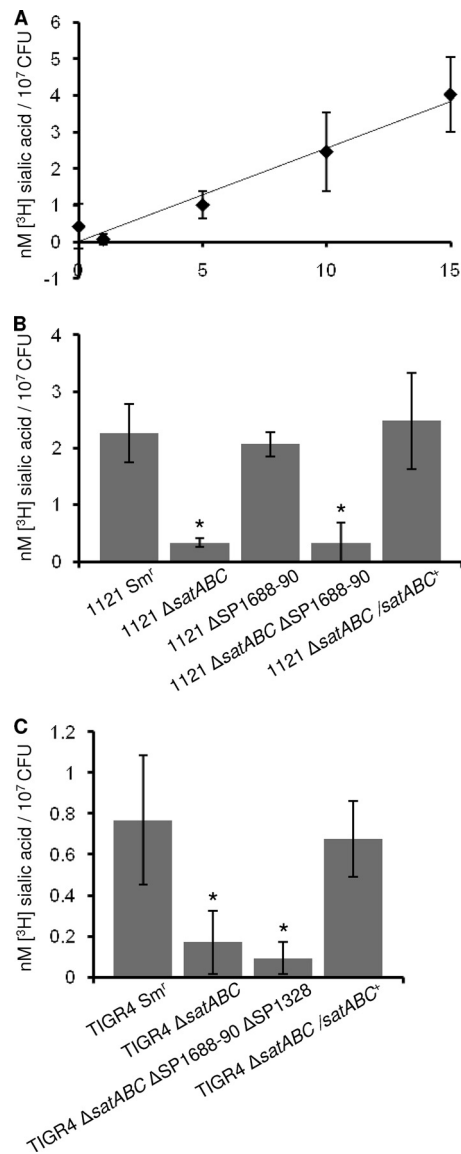 A
nM [³H] sialic acid / 10⁷ CFU
6
5
4
3
2
1
0
-1
0
5
10
15
B
nM [³H] sialic acid / 10⁷ CFU
4
3
2
1
0
*
*
1121 Smʳ
1121 ΔsatABC
1121 ΔSP1688-90
1121 ΔsatABC ΔSP1688-90
1121 ΔsatABC /satABC⁺
C
nM [³H] sialic acid / 10⁷ CFU
1.2
1
0.8
0.6
0.4
0.2
0
*
*
TIGR4 Smʳ
TIGR4 ΔsatABC
TIGR4 ΔsatABC ΔSP1688-90 ΔSP1328
TIGR4 ΔsatABC /satABC⁺